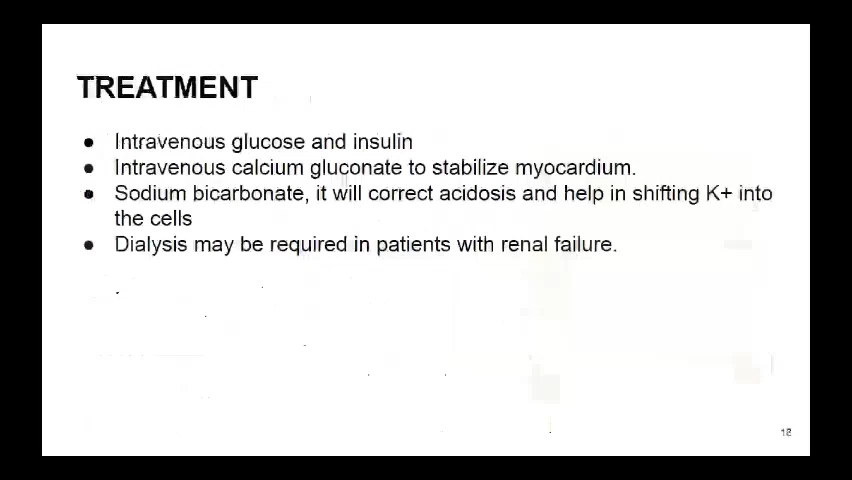 TREATMENT
● Intravenous glucose and insulin
● Intravenous calcium gluconate to stabilize myocardium.
● Sodium bicarbonate, it will correct acidosis and help in shifting K+ into
the cells
● Dialysis may be required in patients with renal failure.